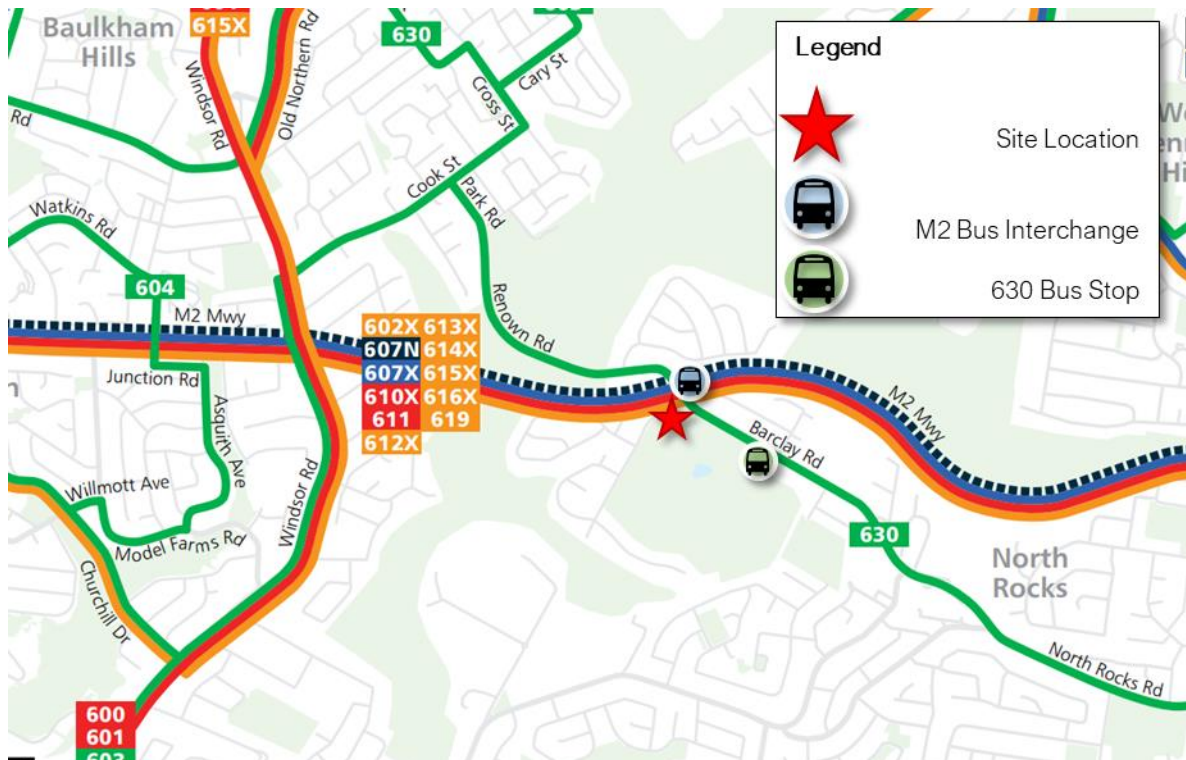 Baulkham
Hills
615X
630
Old Northern Rd
Windsor Rd
Cross St
Cary St
Rd
Cook St
Park Rd
Watkins Rd
604
M2 Mwy
Junction Rd
Asquith Ave
Renown Rd
602X 613X
607N 614X
607X 615X
610X 616X
611 619
612X
Legend
Site Location
M2 Bus Interchange
630 Bus Stop
M2 Mwy
Barclay Rd
Willmott Ave
Model Farms Rd
Windsor Rd
Churchill Dr
630
North
Rocks
North Rocks Rd
600
601
603